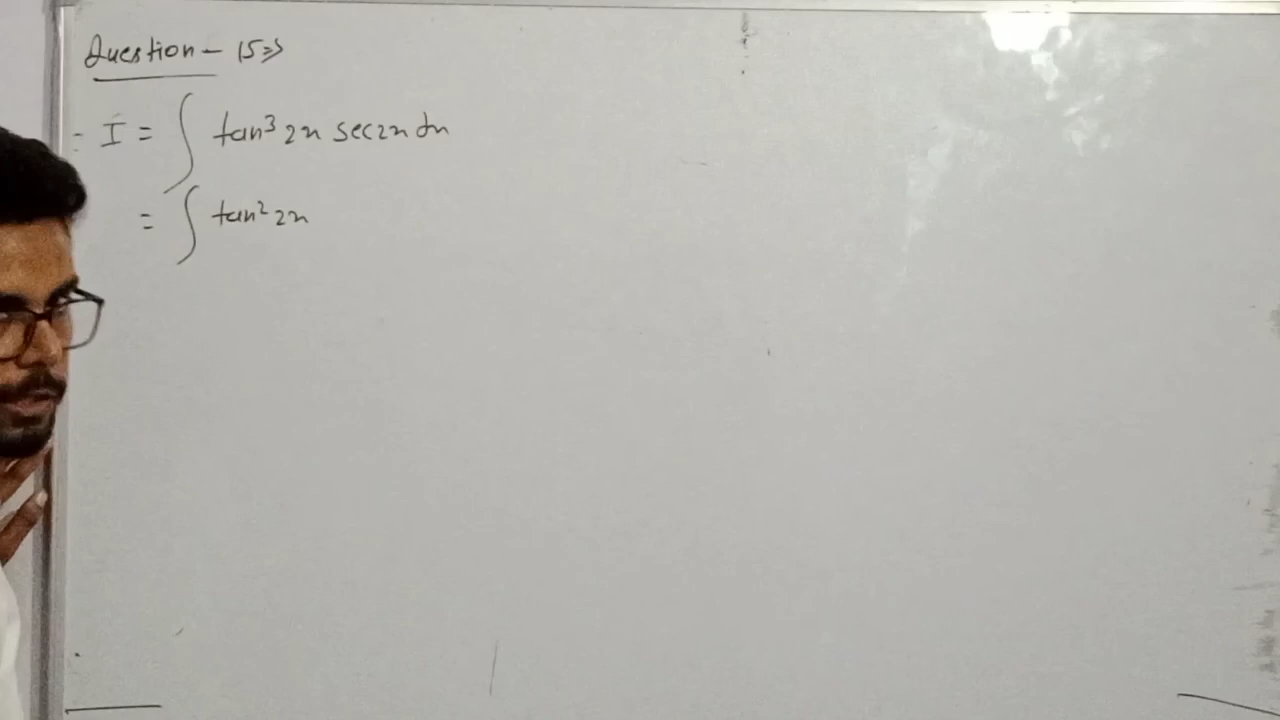 Question - 15⇒
I = ∫ tan³ 2x sec2x dx
= ∫ tan² 2x